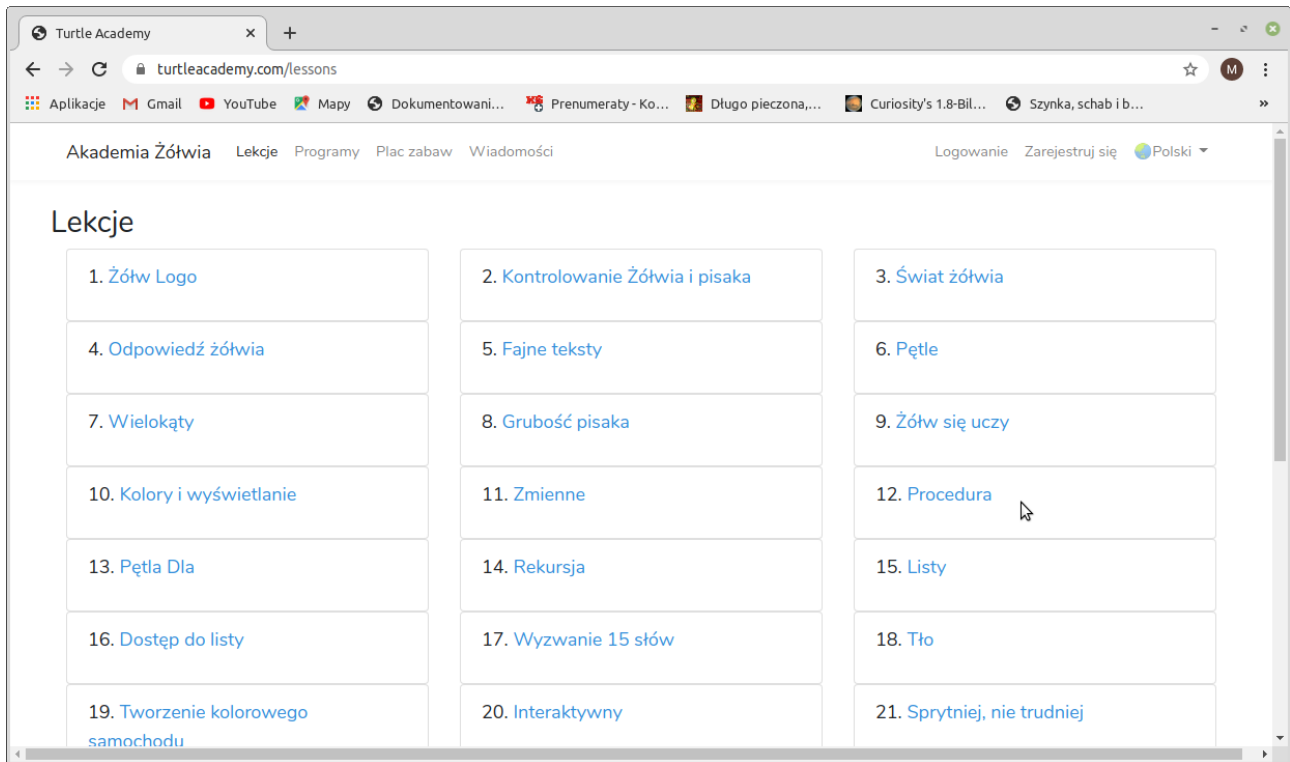 Turtle Academy
turtleacademy.com/lessons
M
Aplikacje Gmail YouTube Mapy Dokumentowani... Prenumeraty - Ko... Długo pieczona,... Curiosity's 1.8-Bil... Szynka, schab i b... »
Akademia Żółwia Lekcje Programy Plac zabaw Wiadomości Logowanie Zarejestruj się Polski
Lekcje
1. Żółw Logo 2. Kontrolowanie Żółwia i pisaka 3. Świat żółwia
4. Odpowiedź żółwia 5. Fajne teksty 6. Pętle
7. Wielokąty 8. Grubość pisaka 9. Żółw się uczy
10. Kolory i wyświetlanie 11. Zmienne 12. Procedura
13. Pętla Dla 14. Rekursja 15. Listy
16. Dostęp do listy 17. Wyzwanie 15 słów 18. Tło
19. Tworzenie kolorowego 20. Interaktywny 21. Sprytniej, nie trudniej
samochodu